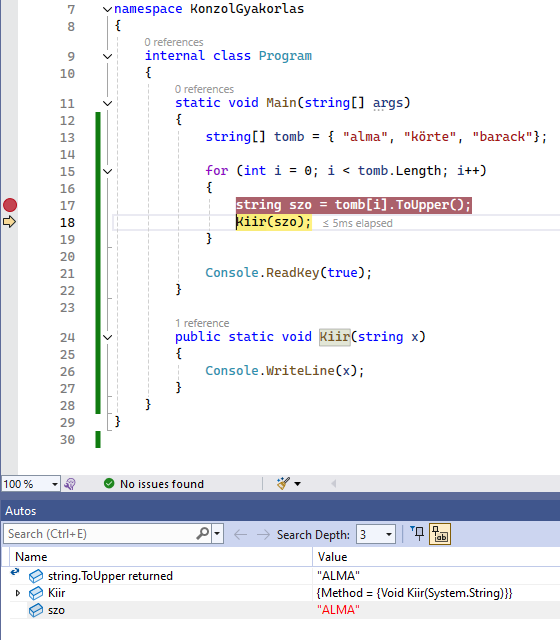 7 namespace KonzolGyakorlas
8 {
0 references
9 internal class Program
10 {
0 references
11 static void Main(string[] args)
12 {
13 string[] tomb = { "alma", "körte", "barack"};
14
15 for (int i = 0; i < tomb.Length; i++)
16 {
17 string szo = tomb[i].ToUpper();
18 Kiir(szo); ≤ 5ms elapsed
19 }
20
21 Console.ReadKey(true);
22 }
23
1 reference
24 public static void Kiir(string x)
25 {
26 Console.WriteLine(x);
27 }
28 }
29 }
30
100 % No issues found
Autos
Search (Ctrl+E) Search Depth: 3
Name Value
string.ToUpper returned "ALMA"
Kiir {Method = {Void Kiir(System.String)}}
szo "ALMA"